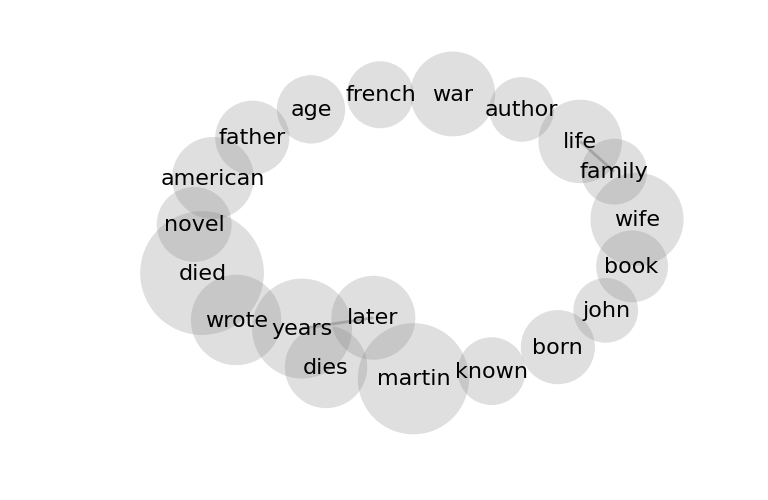 french
war
age
author
father
life
family
american
wife
novel
book
died
john
wrote
later
years
born
dies
known
martin